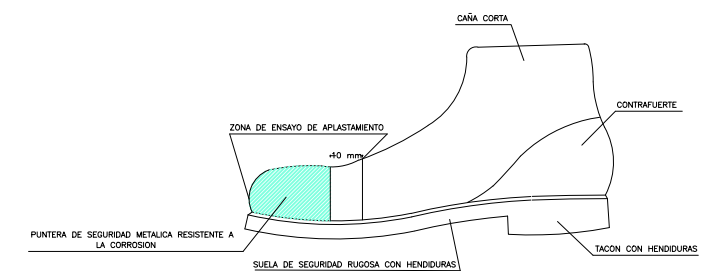 CAÑA CORTA
CONTRAFUERTE
ZONA DE ENSAYO DE APLASTAMIENTO
10 mm
PUNTERA DE SEGURIDAD METALICA RESISTENTE A
LA CORROSION
TACON CON HENDIDURAS
SUELA DE SEGURIDAD RUGOSA CON HENDIDURAS